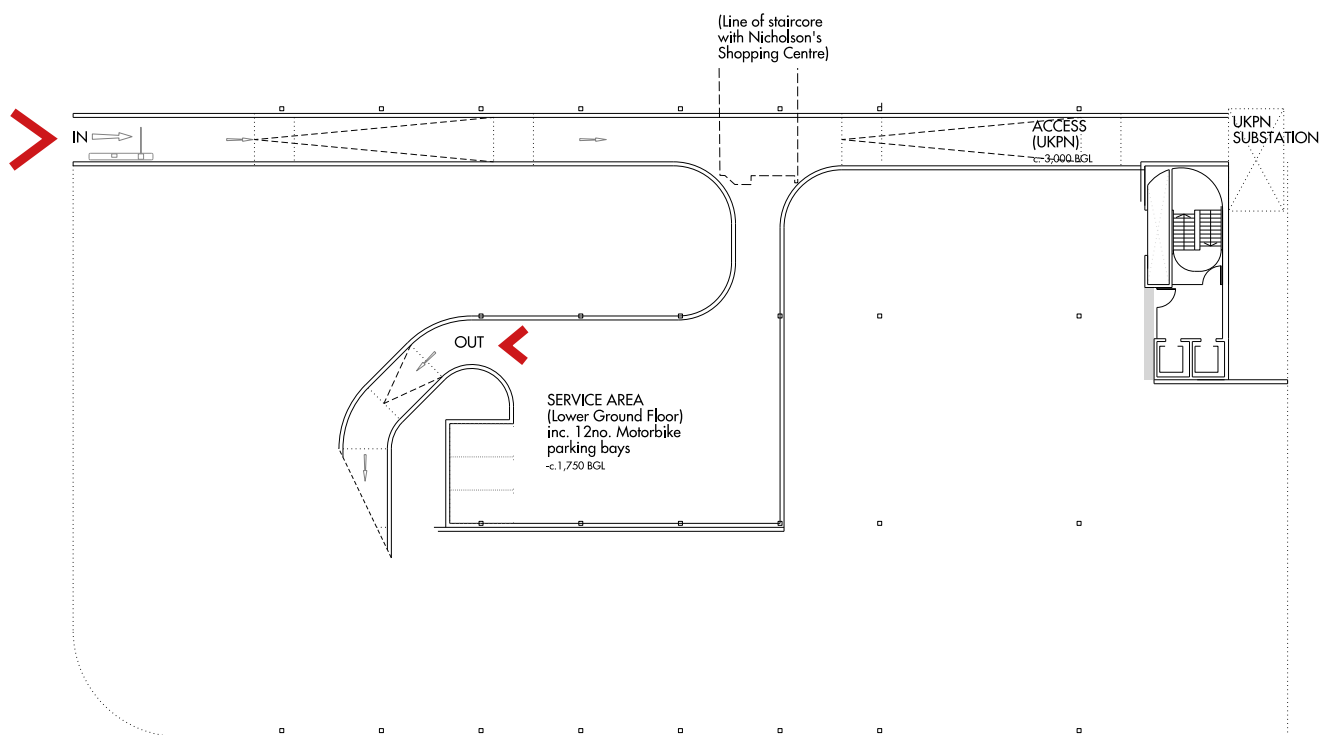 (Line of staircore
with Nicholson's
Shopping Centre)
IN
ACCESS
(UKPN)
c.-3,000 BGL
UKPN
SUBSTATION
OUT
SERVICE AREA
(Lower Ground Floor)
inc. 12no. Motorbike
parking bays
-c.1,750 BGL